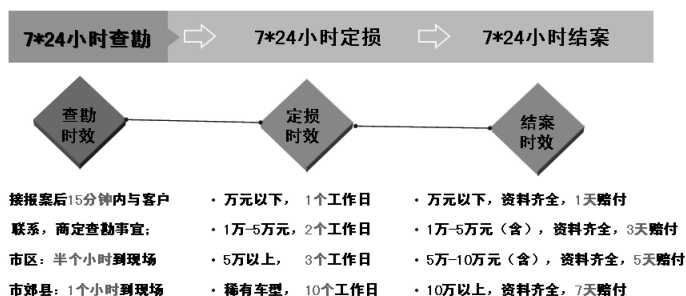 7*24小时查勘
7*24小时定损
7*24小时结案
查勘
时效
定损
时效
结案
时效
接报案后15分钟内与客户
联系，商定查勘事宜；
市区：半个小时到现场
市郊县：1个小时到现场
· 万元以下， 1个工作日
· 1万-5万元，2个工作日
· 5万以上， 3个工作日
· 稀有车型， 10个工作日
· 万元以下，资料齐全，1天赔付
· 1万-5万元（含），资料齐全，3天赔付
· 5万-10万元（含），资料齐全，5天赔付
· 10万以上，资料齐全，7天赔付